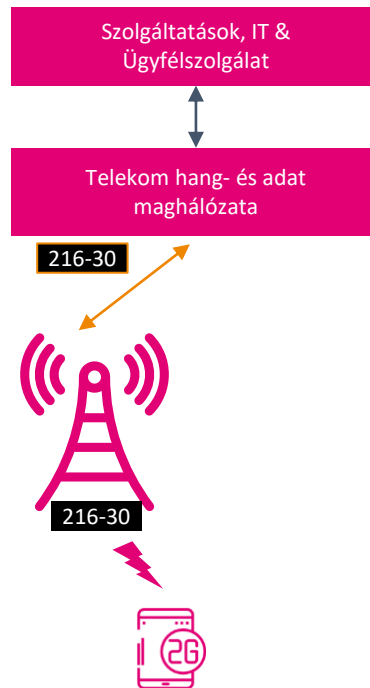 Szolgáltatások, IT &
Ügyfélszolgálat
Telekom hang- és adat
maghálózata
216-30
216-30
2G